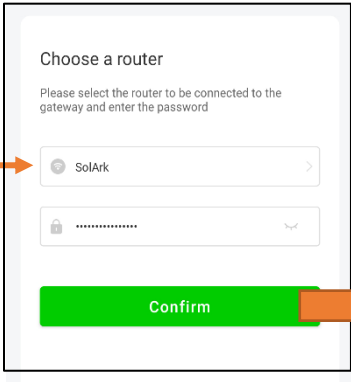 Choose a router
Please select the router to be connected to the
gateway and enter the password
SolArk
················
Confirm